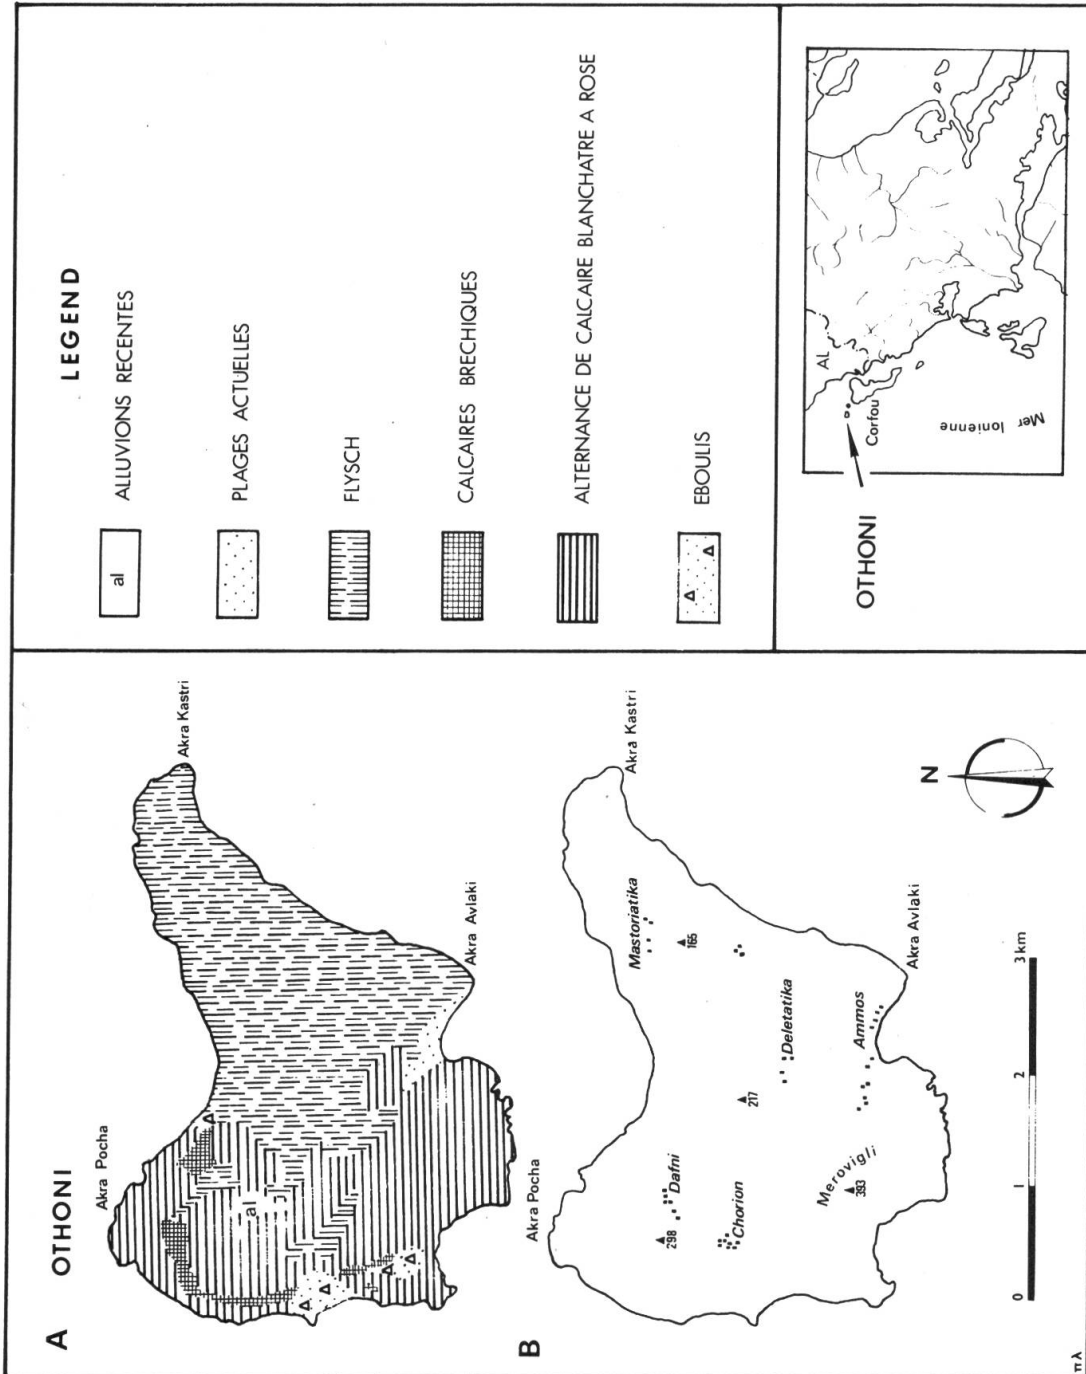 A OTHONI
Akra Pocha
Akra Kastri
Akra Avlaki
al
B
Akra Pocha
Akra Kastri
Mastoriatika
165
Dafni
298
Chorion
217
Deletatika
Ammos
Merovigli
393
Akra Avlaki
N
0 1 2 3 km
πλ
LEGEND
al ALLUVIONS RECENTES
PLAGES ACTUELLES
FLYSCH
CALCAIRES BRECHIQUES
ALTERNANCE DE CALCAIRE BLANCHATRE A ROSE
EBOULIS
AL
Corfou
Mer Ionienne
OTHONI